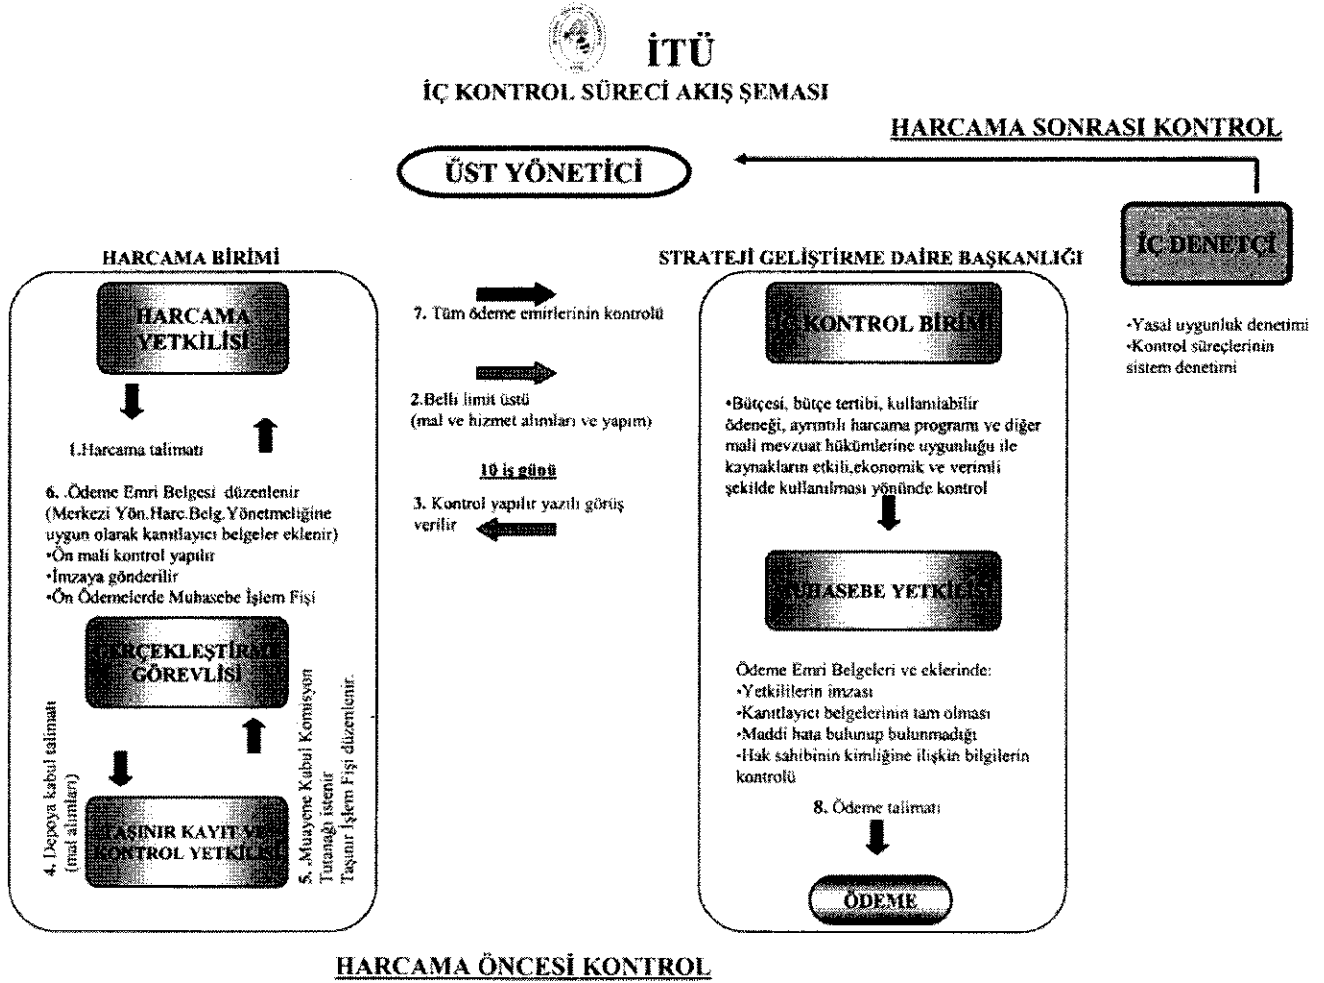 İTÜ
İÇ KONTROL SÜRECİ AKIŞ ŞEMASI
HARCAMA SONRASI KONTROL
ÜST YÖNETİCİ
İÇ DENETÇİ
•Yasal uygunluk denetimi
•Kontrol süreçlerinin
sistem denetimi
HARCAMA BİRİMİ
HARCAMA
YETKİLİSİ
1.Harcama talimatı
6. .Ödeme Emri Belgesi düzenlenir
(Merkezi Yön.Harc.Belg.Yönetmeliğine
uygun olarak kanıtlayıcı belgeler eklenir)
•Ön mali kontrol yapılır
•İmzaya gönderilir
•Ön Ödemelerde Muhasebe İşlem Fişi
GERÇEKLEŞTİRME
GÖREVLİSİ
4. Depoya kabul talimatı
(mal alımları)
5. .Muayene Kabul Komisyon
Tutanağı istenir
Taşınır İşlem Fişi düzenlenir.
TAŞINIR KAYIT VE
KONTROL YETKİLİSİ
7. Tüm ödeme emirlerinin kontrolü
2.Belli limit üstü
(mal ve hizmet alımları ve yapım)
10 iş günü
3. Kontrol yapılır yazılı görüş
verilir
STRATEJİ GELİŞTİRME DAİRE BAŞKANLIĞI
İÇ KONTROL BİRİMİ
•Bütçesi, bütçe tertibi, kullanılabilir
ödeneği, ayrıntılı harcama programı ve diğer
mali mevzuat hükümlerine uygunluğu ile
kaynakların etkili,ekonomik ve verimli
şekilde kullanılması yönünde kontrol
MUHASEBE YETKİLİSİ
Ödeme Emri Belgeleri ve eklerinde:
•Yetkililerin imzası
•Kanıtlayıcı belgelerinin tam olması
•Maddi hata bulunup bulunmadığı
•Hak sahibinin kimliğine ilişkin bilgilerin
kontrolü
8. Ödeme talimatı
ÖDEME
HARCAMA ÖNCESİ KONTROL